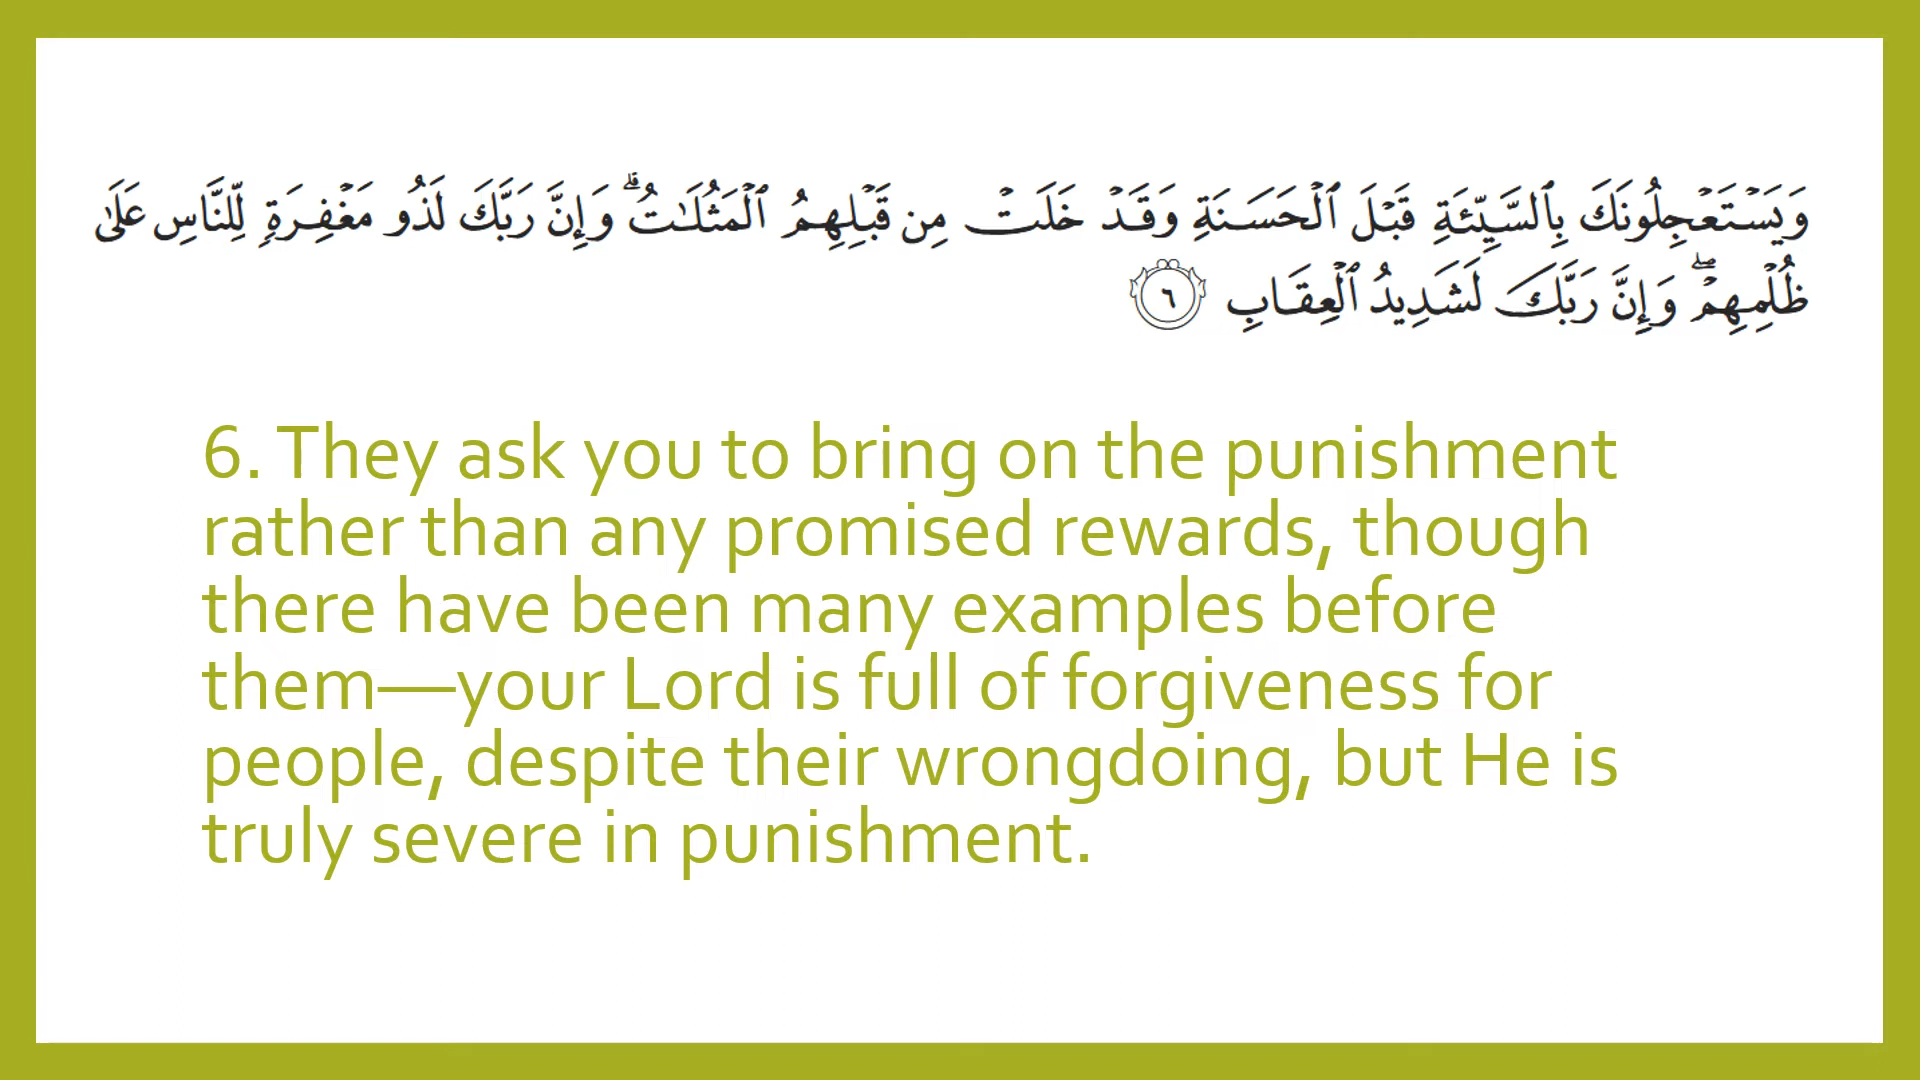 وَيَسۡتَعۡجِلُونَكَ بِٱلسَّيِّئَةِ قَبۡلَ ٱلۡحَسَنَةِ وَقَدۡ خَلَتۡ مِن قَبۡلِهِمُ ٱلۡمَثُلَٰتُۗ وَإِنَّ رَبَّكَ لَذُو مَغۡفِرَةٖ لِّلنَّاسِ عَلَىٰ
ظُلۡمِهِمۡۖ وَإِنَّ رَبَّكَ لَشَدِيدُ ٱلۡعِقَابِ ٦
6. They ask you to bring on the punishment
rather than any promised rewards, though
there have been many examples before
them—your Lord is full of forgiveness for
people, despite their wrongdoing, but He is
truly severe in punishment.